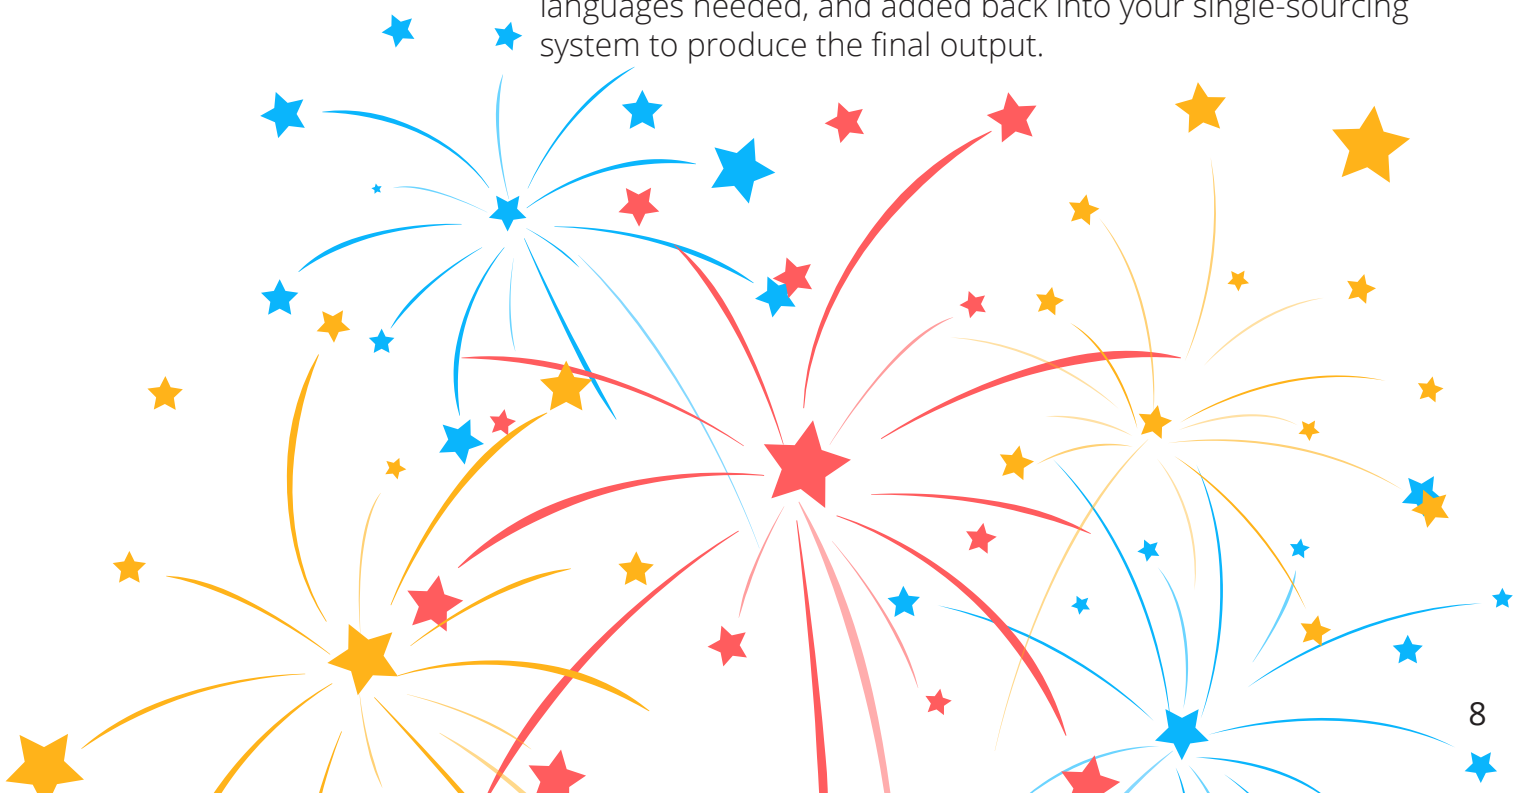 languages needed, and added back into your single-sourcing
system to produce the final output.
8